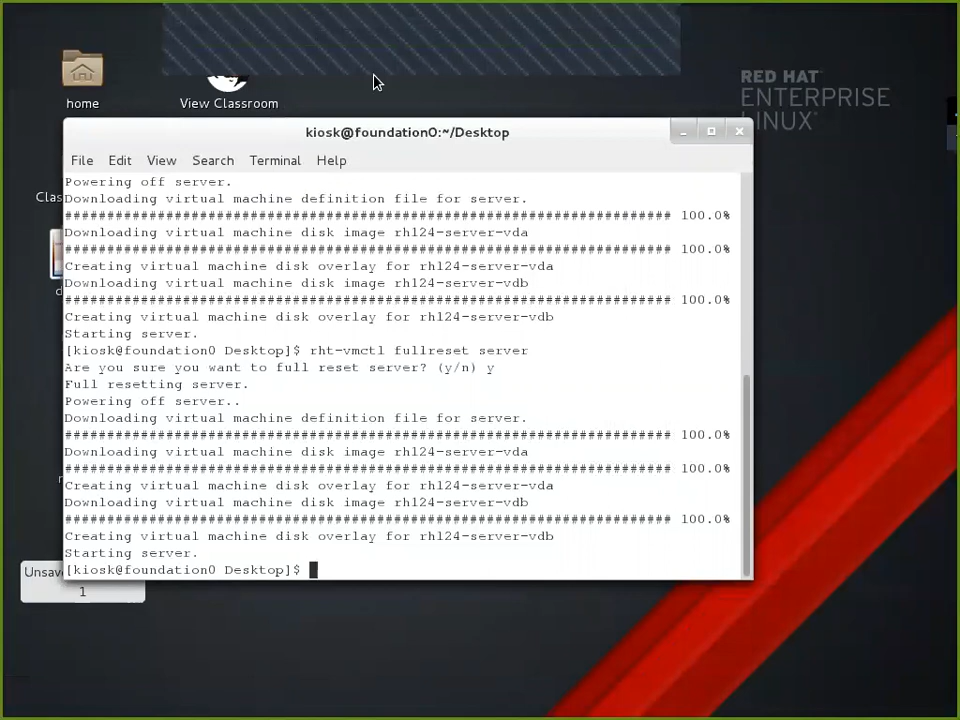 RED HAT
ENTERPRISE
LINUX
home
View Classroom
kiosk@foundation0:~/Desktop
File Edit View Search Terminal Help
Clas
Powering off server.
Downloading virtual machine definition file for server.
######################################################################## 100.0%
Downloading virtual machine disk image rh124-server-vda
######################################################################## 100.0%
Creating virtual machine disk overlay for rh124-server-vda
Downloading virtual machine disk image rh124-server-vdb
######################################################################## 100.0%
Creating virtual machine disk overlay for rh124-server-vdb
Starting server.
[kiosk@foundation0 Desktop]$ rht-vmctl fullreset server
Are you sure you want to full reset server? (y/n) y
Full resetting server.
Powering off server..
Downloading virtual machine definition file for server.
######################################################################## 100.0%
Downloading virtual machine disk image rh124-server-vda
######################################################################## 100.0%
Creating virtual machine disk overlay for rh124-server-vda
Downloading virtual machine disk image rh124-server-vdb
######################################################################## 100.0%
Creating virtual machine disk overlay for rh124-server-vdb
Starting server.
[kiosk@foundation0 Desktop]$
Unsav
1